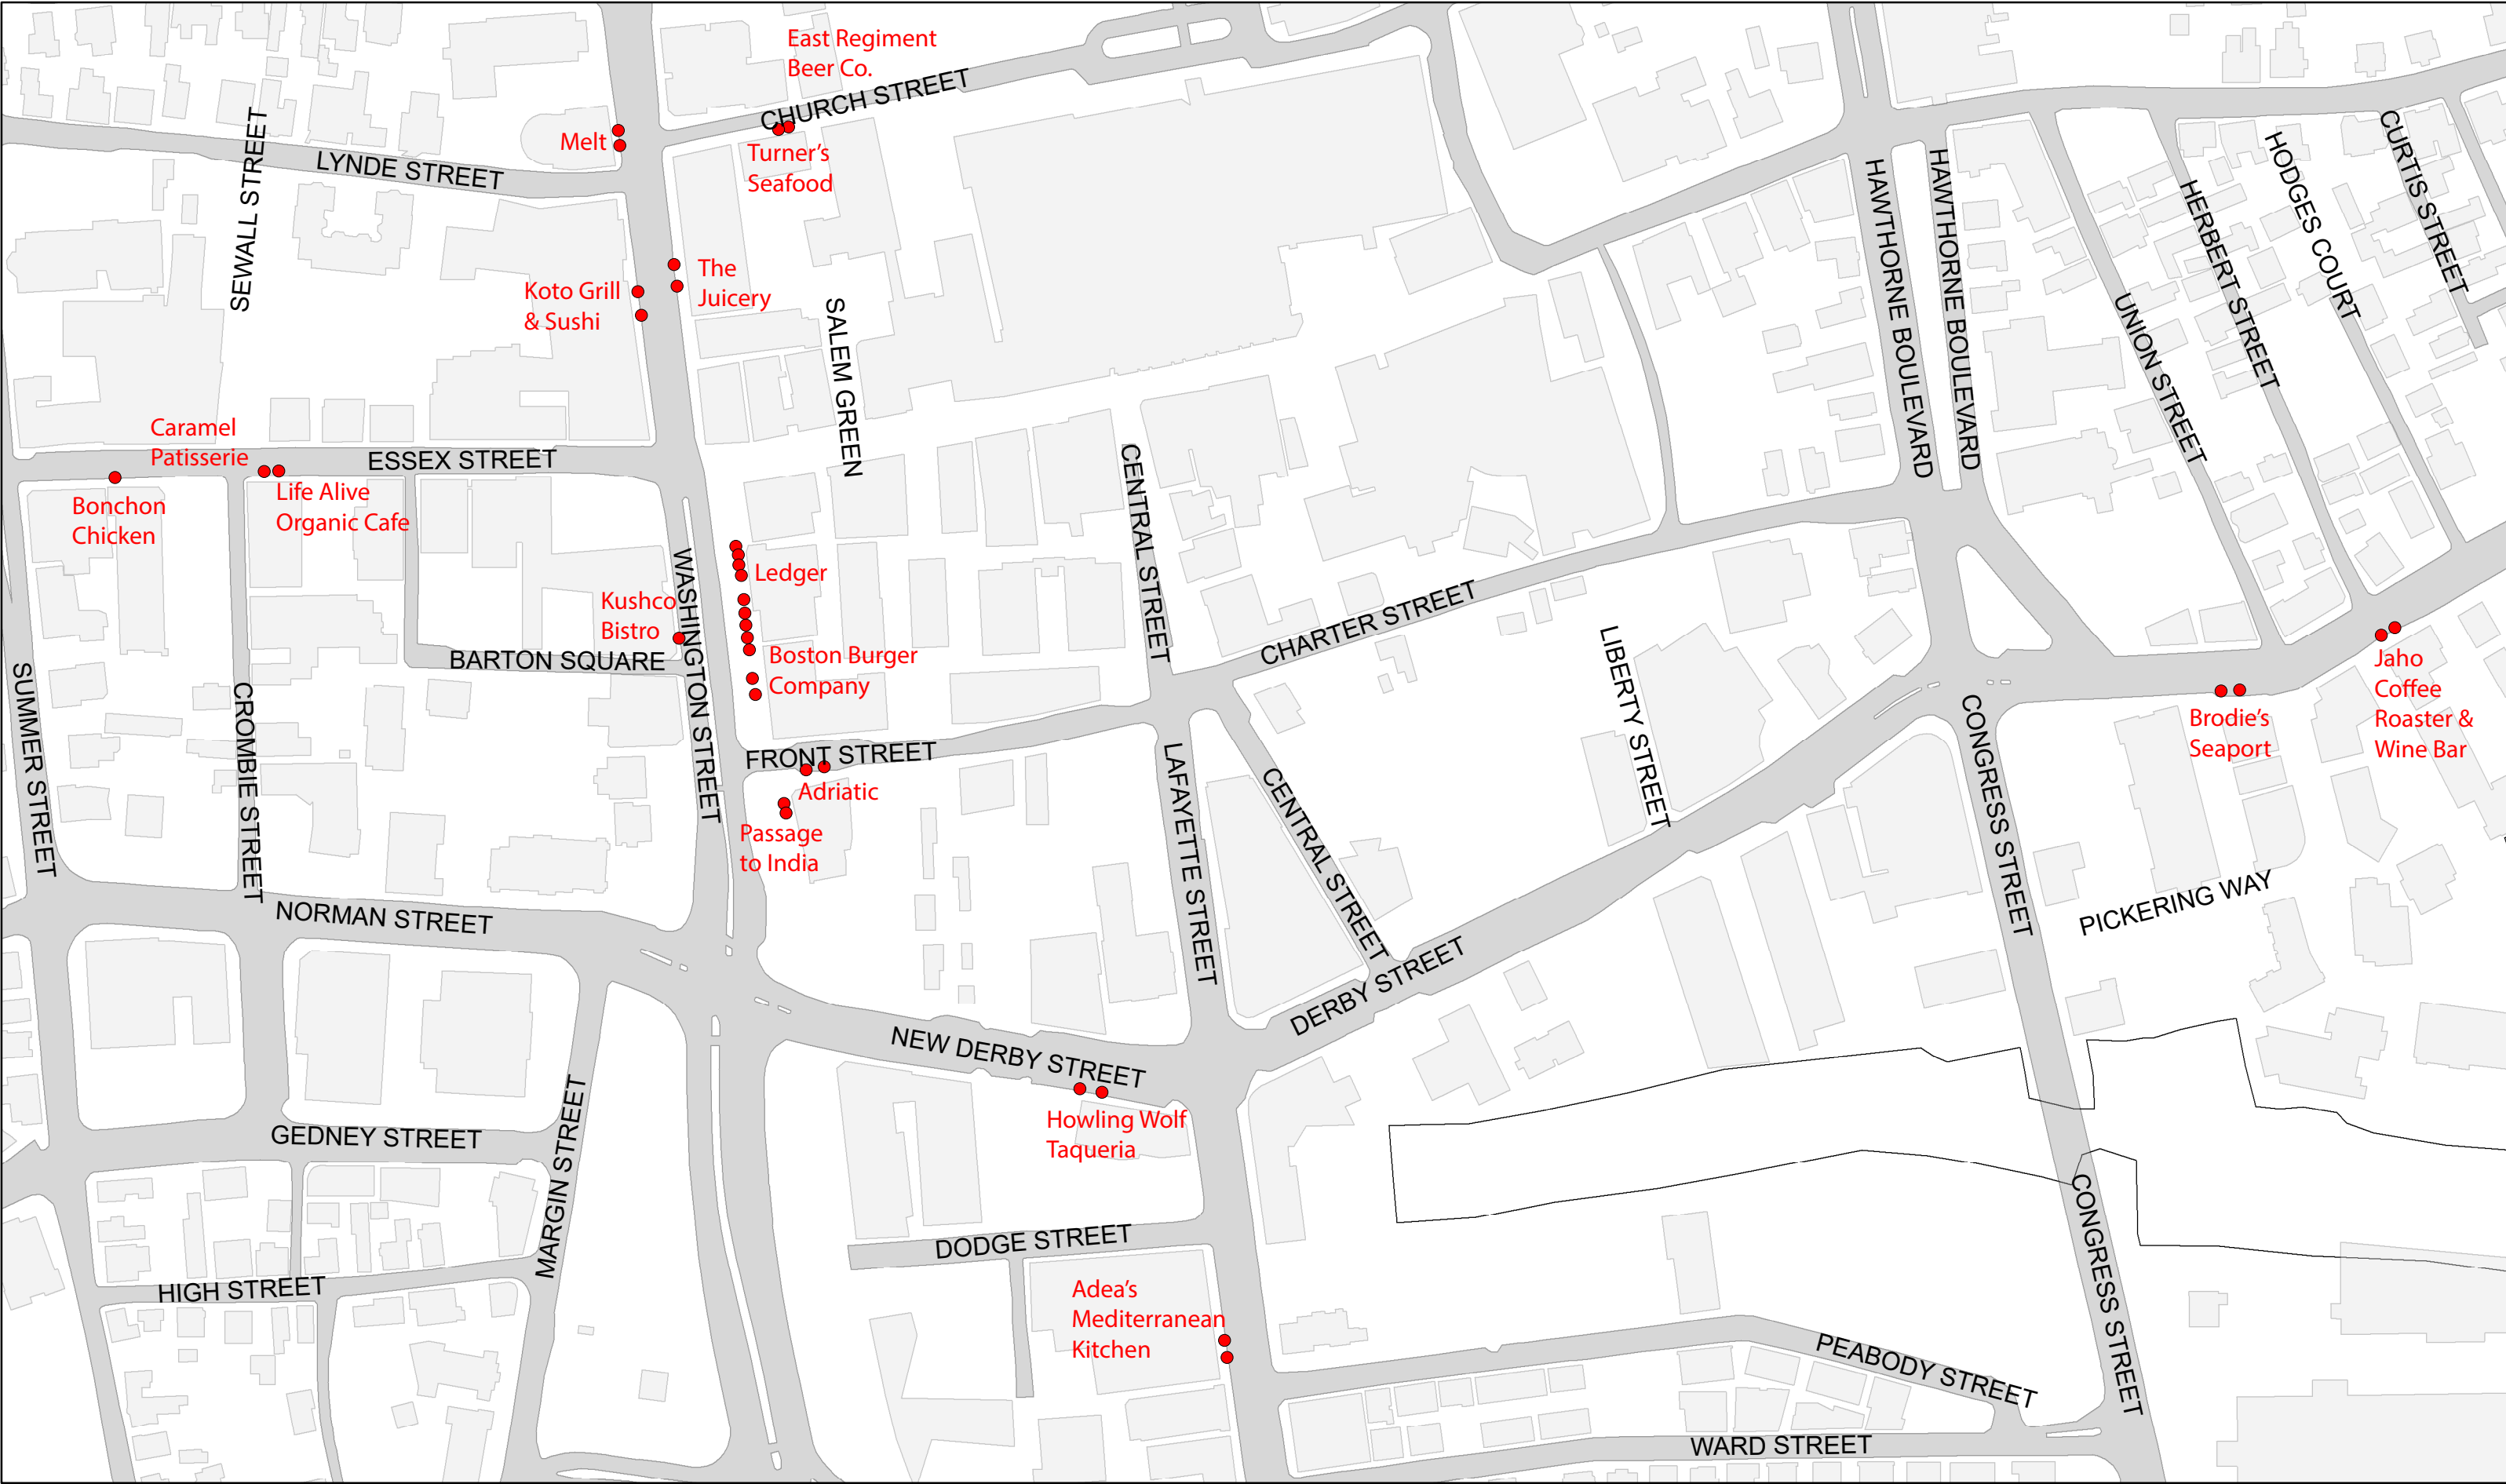 East Regiment
Beer Co.
CHURCH STREET
Melt
Turner's
Seafood
LYNDE STREET
SEWALL STREET
The
Juicery
Koto Grill
& Sushi
SALEM GREEN
HAWTHORNE BOULEVARD
HAWTHORNE BOULEVARD
UNION STREET
HERBERT STREET
HODGES COURT
CURTIS STREET
Caramel
Patisserie
ESSEX STREET
Bonchon
Chicken
Life Alive
Organic Cafe
CENTRAL STREET
Ledger
Kushco
Bistro
WASHINGTON STREET
BARTON SQUARE
Boston Burger
Company
CHARTER STREET
LIBERTY STREET
Jaho
Coffee
Roaster &
Wine Bar
Brodie's
Seaport
SUMMER STREET
CROMBIE STREET
FRONT STREET
Adriatic
Passage
to India
LAFAYETTE STREET
CENTRAL STREET
CONGRESS STREET
PICKERING WAY
NORMAN STREET
DERBY STREET
NEW DERBY STREET
Howling Wolf
Taqueria
GEDNEY STREET
MARGIN STREET
DODGE STREET
HIGH STREET
Adea's
Mediterranean
Kitchen
CONGRESS STREET
PEABODY STREET
WARD STREET